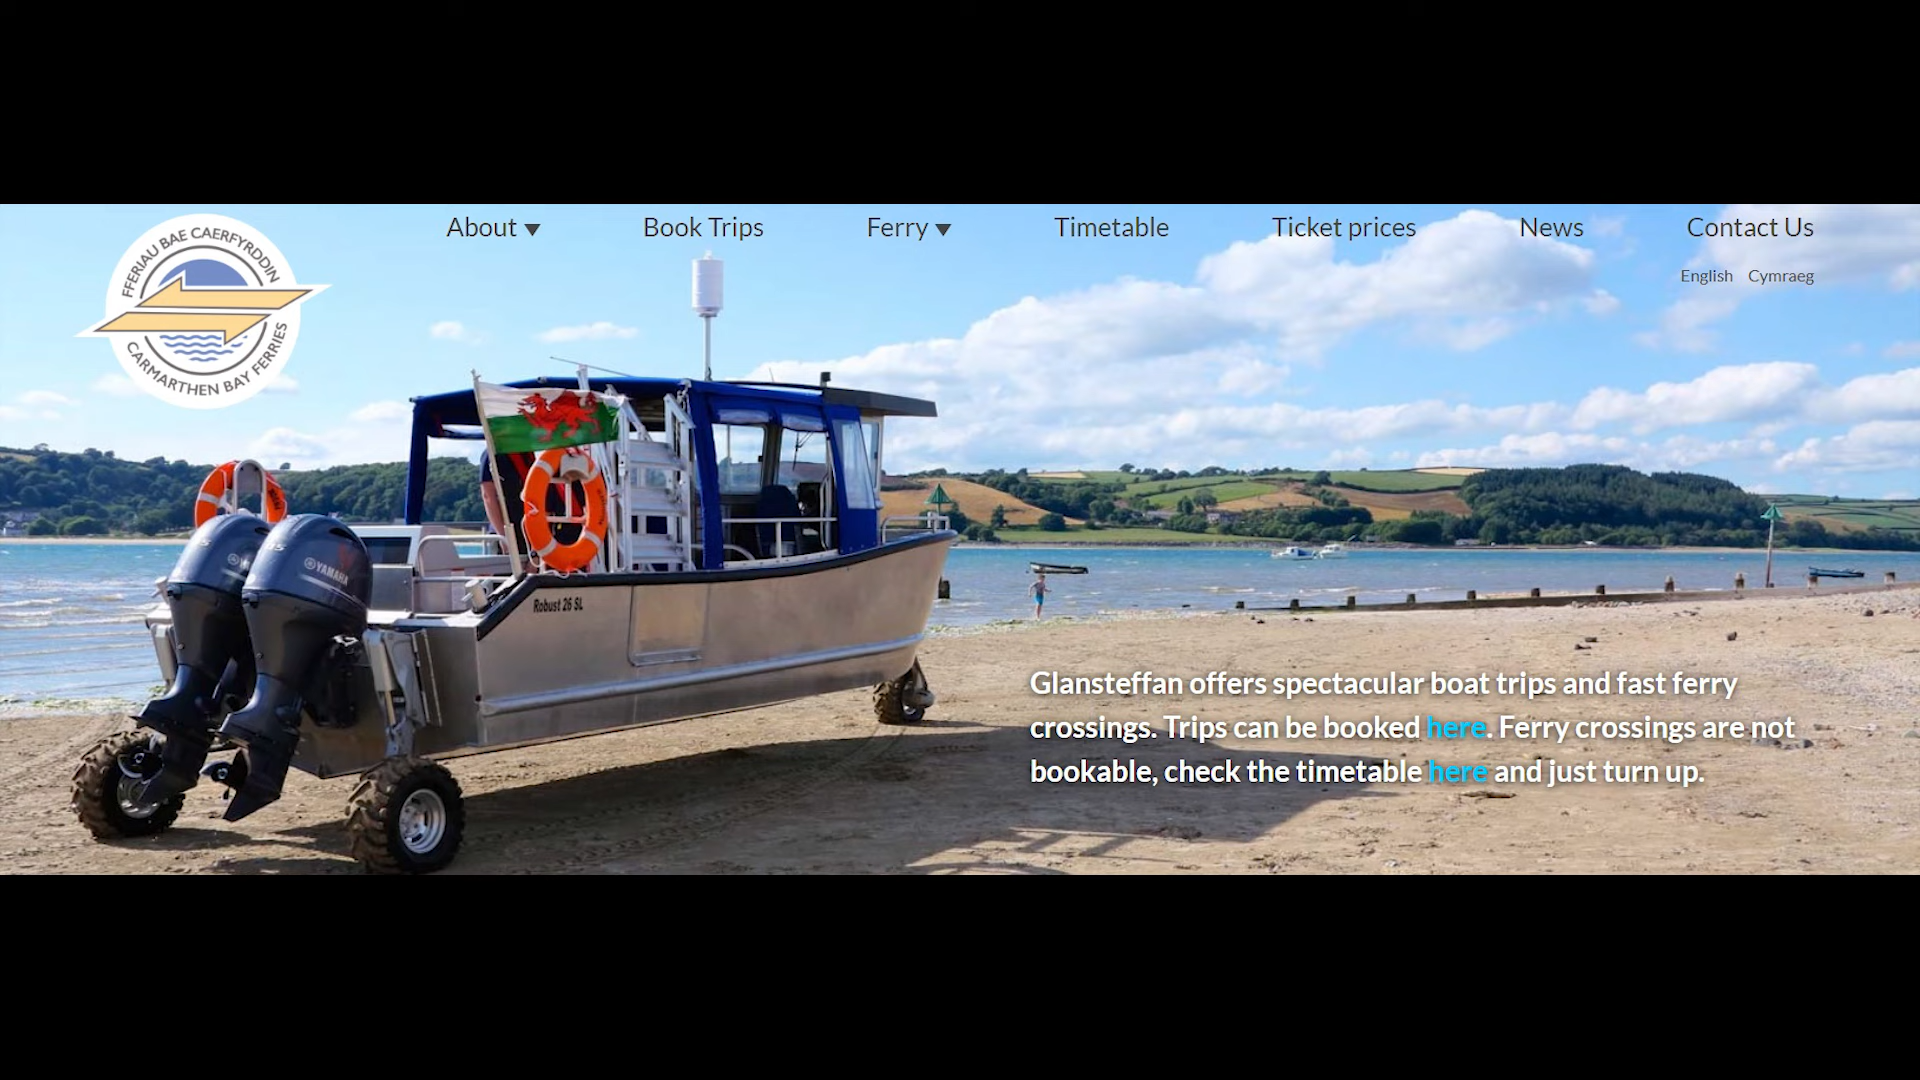 About
Book Trips
Ferry
Timetable
Ticket prices
News
Contact Us
English Cymraeg
FFERIAU BAE CAERFYRDDIN
CARMARTHEN BAY FERRIES
YAMAHA
Robust 26 SL
Glansteffan offers spectacular boat trips and fast ferry
crossings. Trips can be booked here. Ferry crossings are not
bookable, check the timetable here and just turn up.